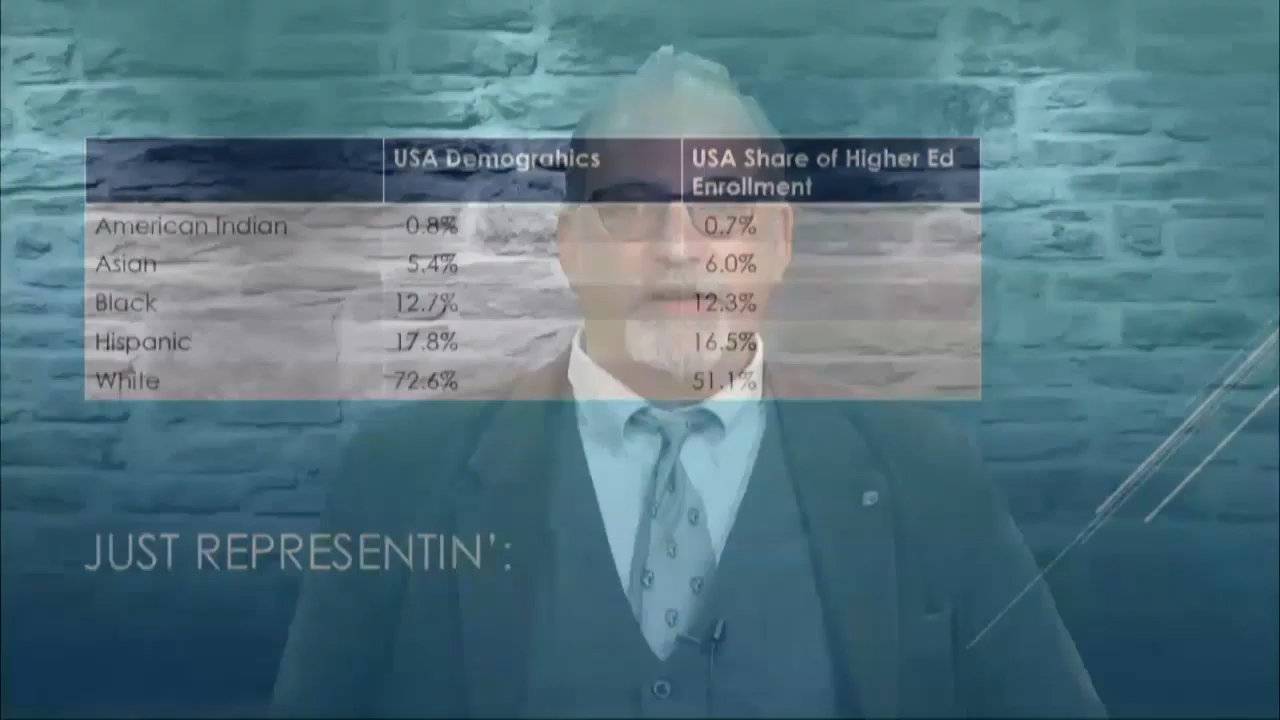 USA Demograhics USA Share of Higher Ed
Enrollment
American Indian 0.8% 0.7%
Asian 5.4% 6.0%
Black 12.7% 12.3%
Hispanic 17.8% 16.5%
White 72.6% 51.1%
JUST REPRESENTIN':